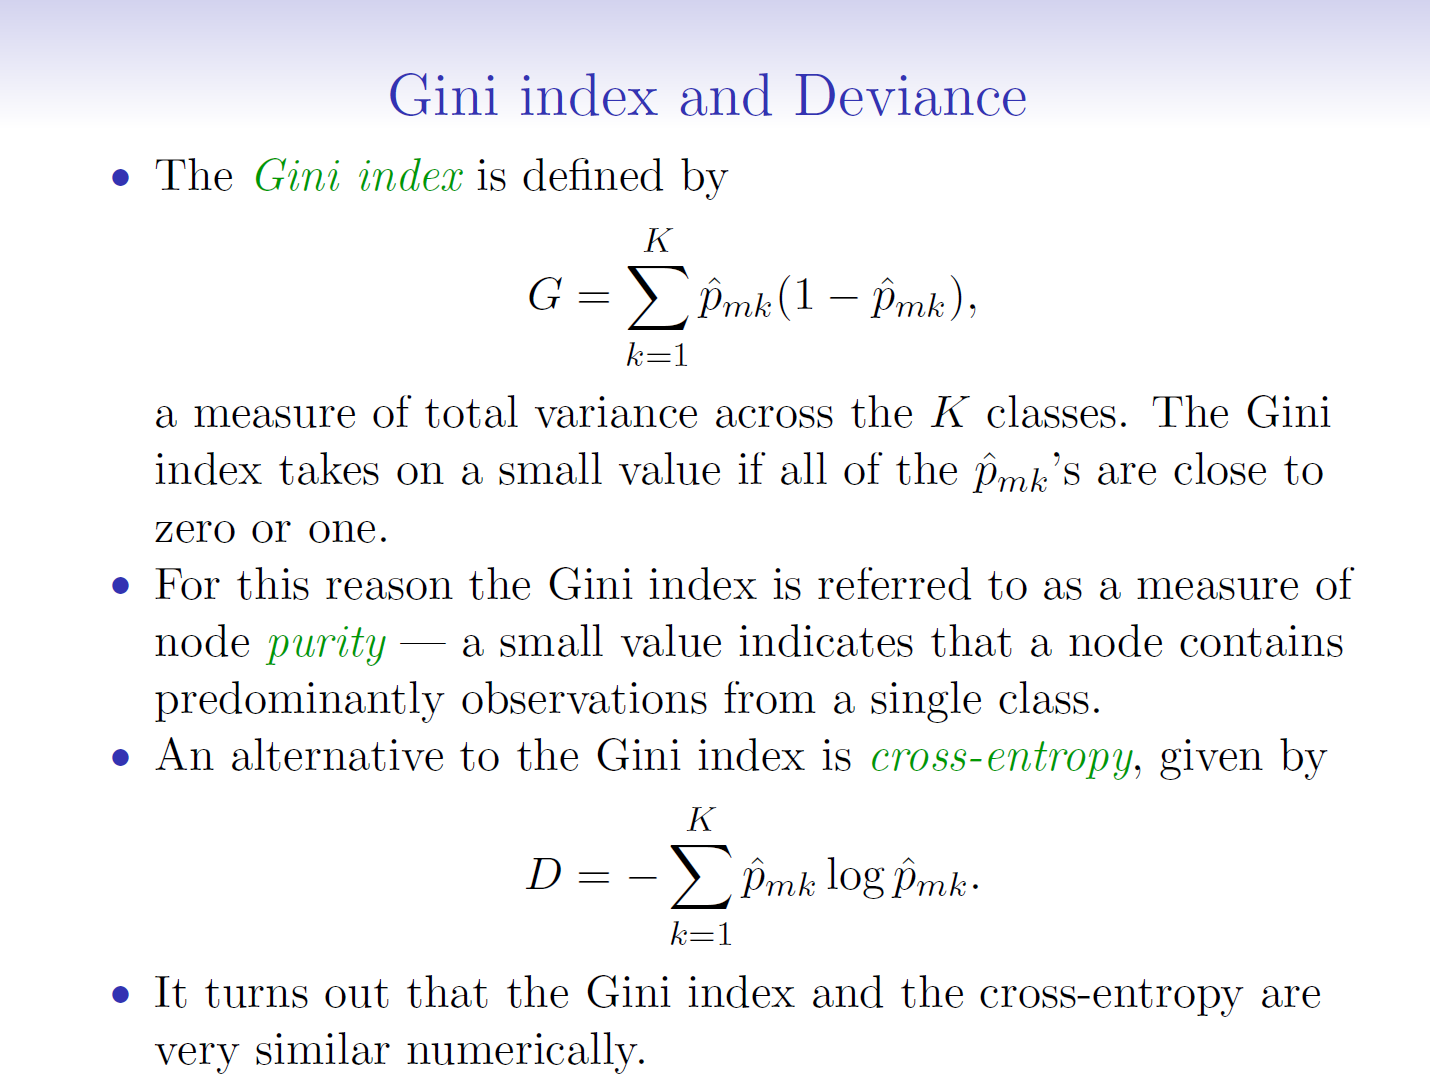 Gini index and Deviance
• The Gini index is defined by
G = \sum_{k=1}^{K} \hat{p}_{mk}(1 − \hat{p}_{mk}),
a measure of total variance across the K classes. The Gini
index takes on a small value if all of the \hat{p}_{mk}'s are close to
zero or one.
• For this reason the Gini index is referred to as a measure of
node purity — a small value indicates that a node contains
predominantly observations from a single class.
• An alternative to the Gini index is cross-entropy, given by
D = − \sum_{k=1}^{K} \hat{p}_{mk} log \hat{p}_{mk}.
• It turns out that the Gini index and the cross-entropy are
very similar numerically.